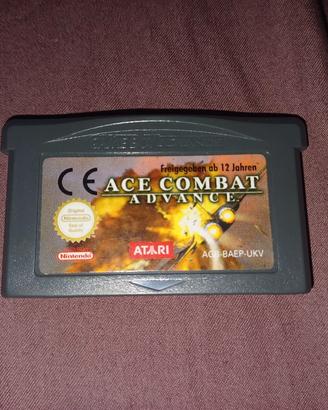 GAME BOY ADVANCE
Freigegeben ab 12 Jahren
CE ACE COMBAT
ADVANCE
Original
Nintendo
Seal of
Quality
Nintendo
ATARI
AGB-BAEP-UKV